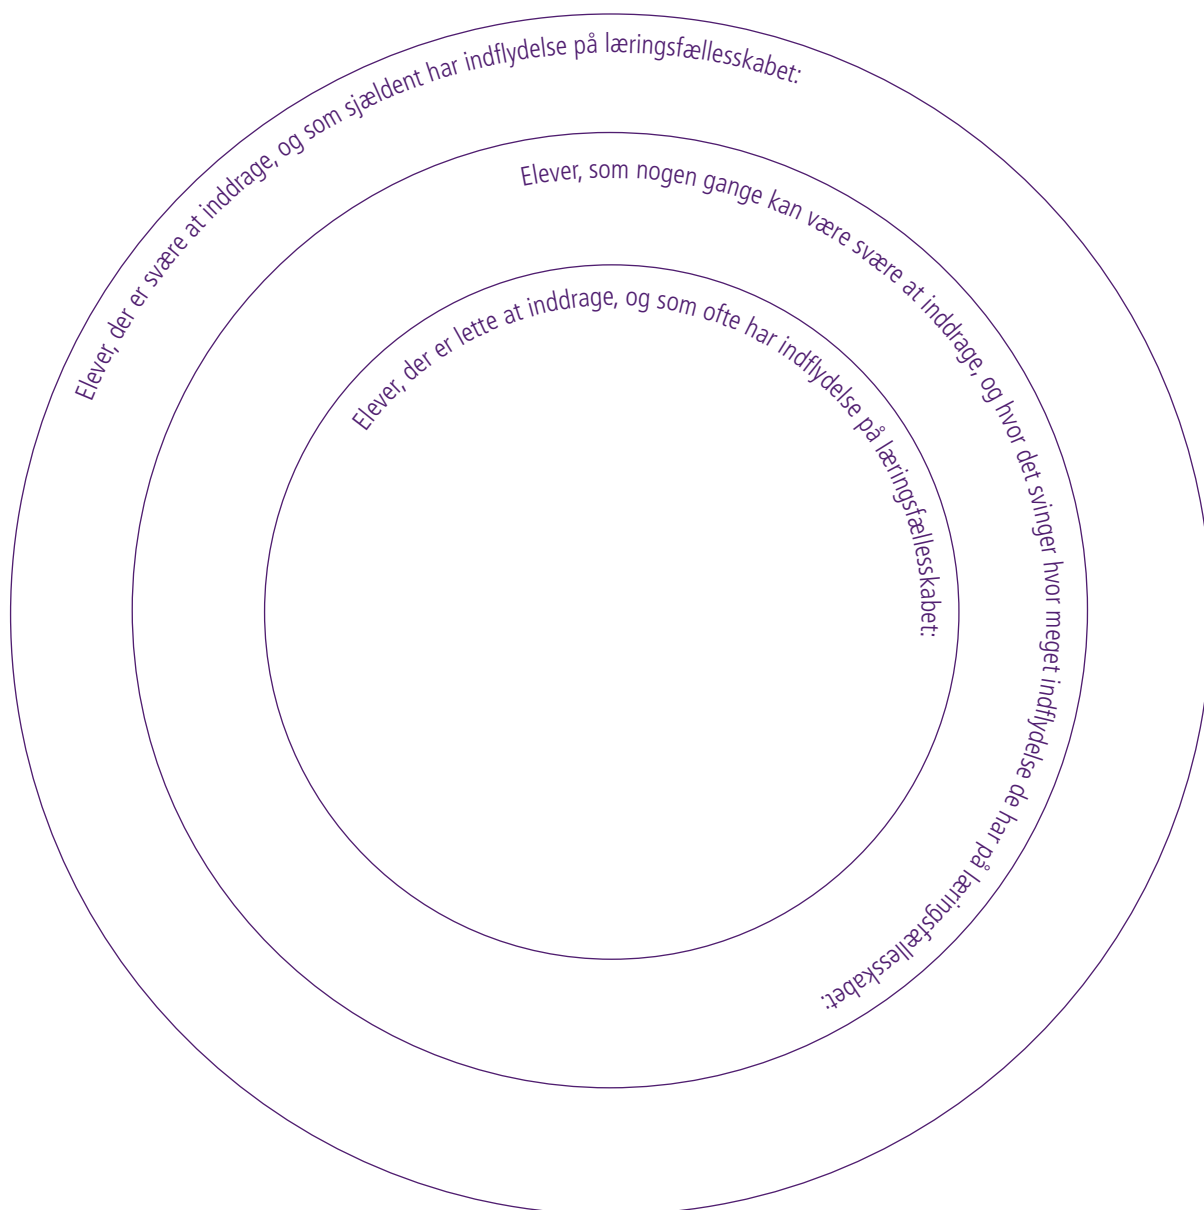 Elever, der er svære at inddrage, og som sjældent har indflydelse på læringsfællesskabet:
Elever, som nogen gange kan være svære at inddrage, og hvor det svinger hvor meget indflydelse de har på læringsfællesskabet:
Elever, der er lette at inddrage, og som ofte har indflydelse på læringsfællesskabet: